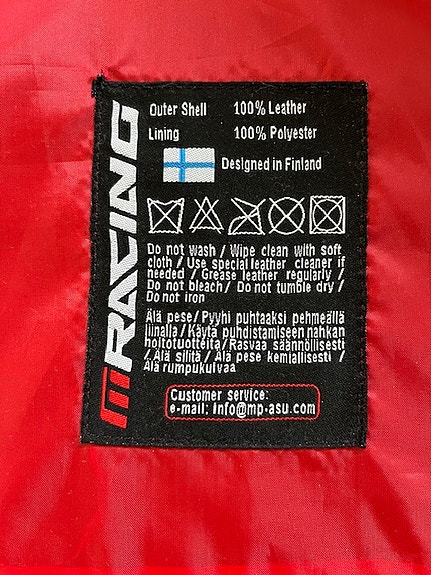 mRACING
Outer Shell 100% Leather
Lining 100% Polyester
Designed in Finland
Do not wash / Wipe clean with soft
cloth / Use special leather cleaner if
needed / Grease leather regularly /
Do not bleach / Do not tumble dry /
Do not iron
Älä pese / Pyyhi puhtaaksi pehmeällä
liinalla / Käytä puhdistamiseen nahkan
hoitotuotteita / Rasvaa säännöllisesti
/ Älä silitä / Älä pese kemiallisesti /
Älä rumpukuivaa
Customer service:
e-mail: info@mp-asu.com